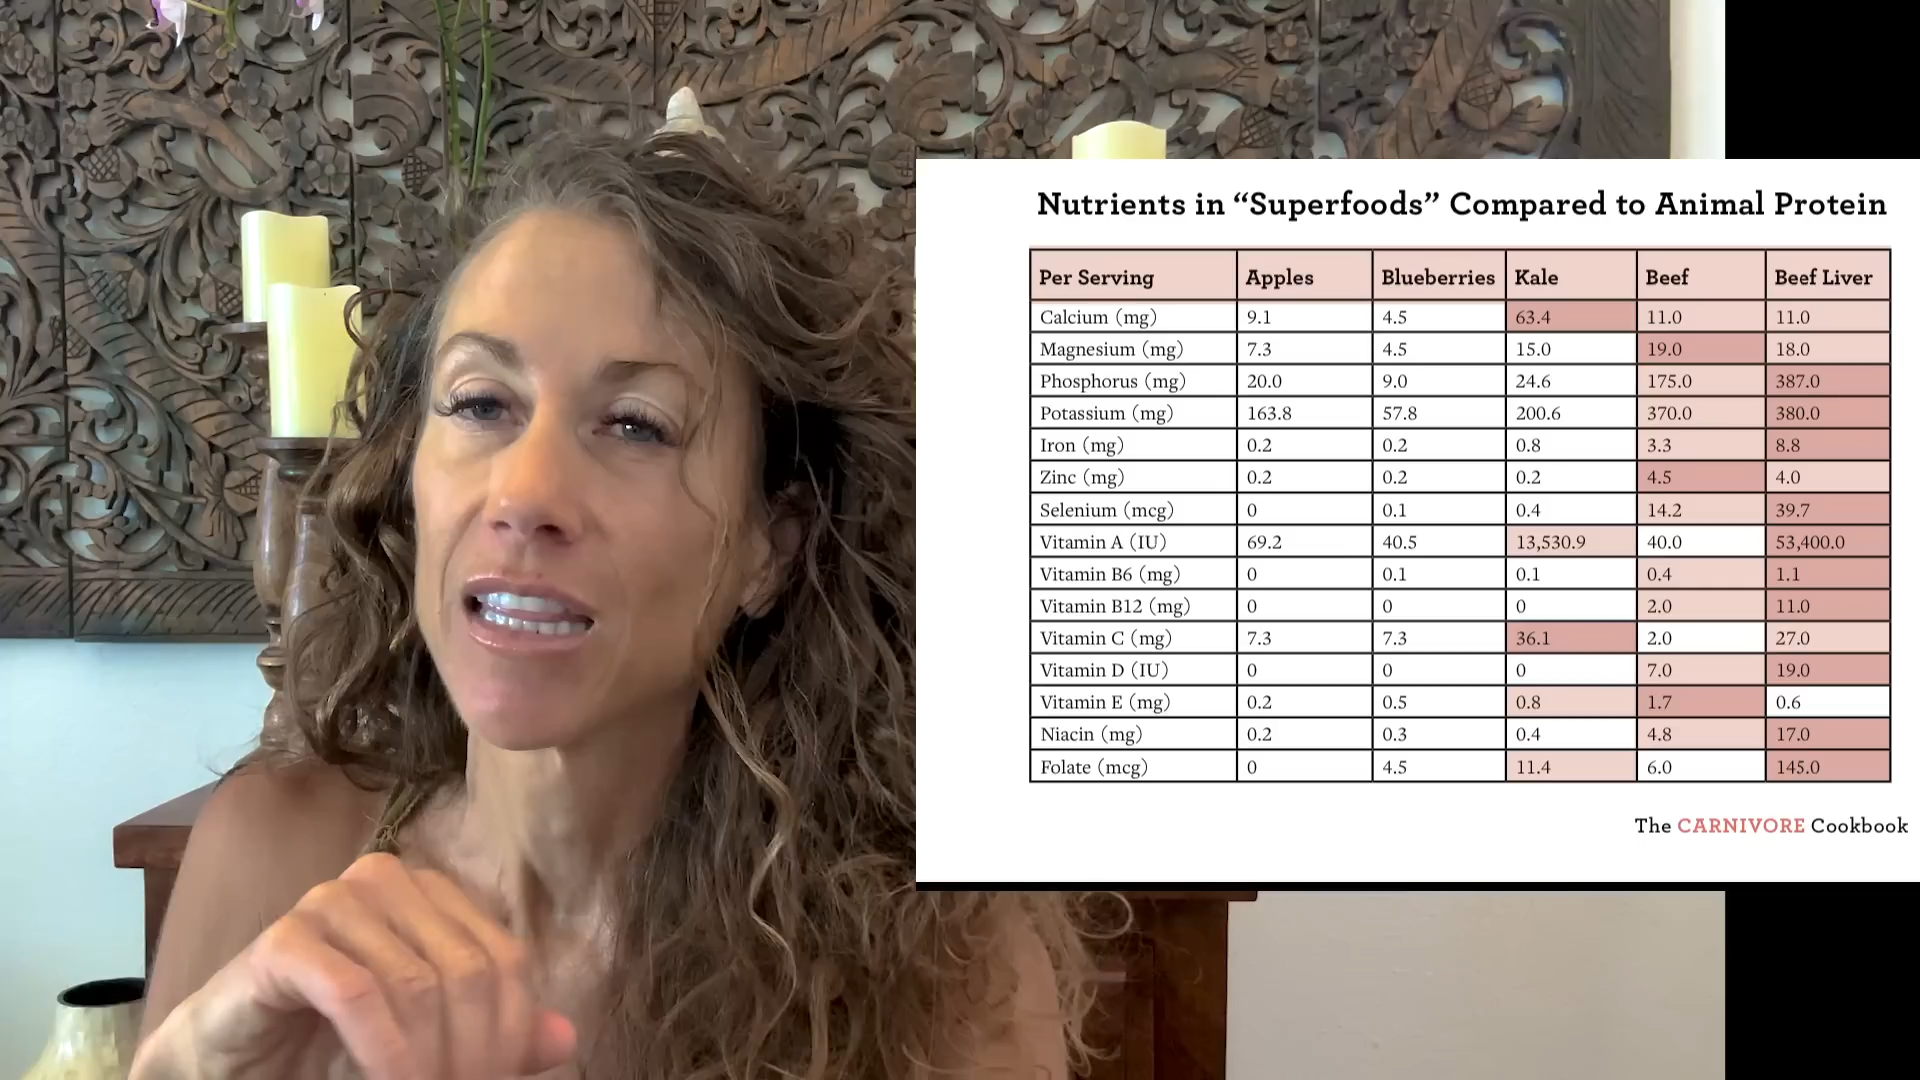 Nutrients in “Superfoods” Compared to Animal Protein
Per Serving Apples Blueberries Kale Beef Beef Liver
Calcium (mg) 9.1 4.5 63.4 11.0 11.0
Magnesium (mg) 7.3 4.5 15.0 19.0 18.0
Phosphorus (mg) 20.0 9.0 24.6 175.0 387.0
Potassium (mg) 163.8 57.8 200.6 370.0 380.0
Iron (mg) 0.2 0.2 0.8 3.3 8.8
Zinc (mg) 0.2 0.2 0.2 4.5 4.0
Selenium (mcg) 0 0.1 0.4 14.2 39.7
Vitamin A (IU) 69.2 40.5 13,530.9 40.0 53,400.0
Vitamin B6 (mg) 0 0.1 0.1 0.4 1.1
Vitamin B12 (mg) 0 0 0 2.0 11.0
Vitamin C (mg) 7.3 7.3 36.1 2.0 27.0
Vitamin D (IU) 0 0 0 7.0 19.0
Vitamin E (mg) 0.2 0.5 0.8 1.7 0.6
Niacin (mg) 0.2 0.3 0.4 4.8 17.0
Folate (mcg) 0 4.5 11.4 6.0 145.0
The CARNIVORE Cookbook